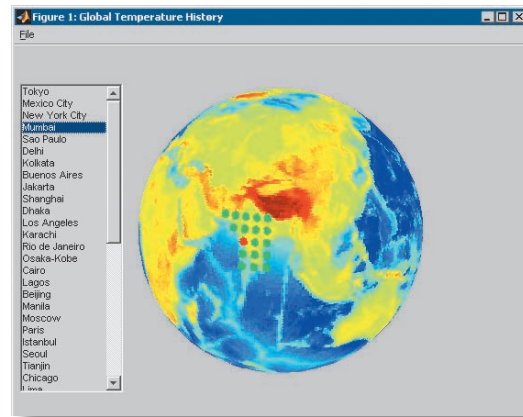 Figure 1: Global Temperature History
File
Tokyo
Mexico City
New York City
Mumbai
Sao Paulo
Delhi
Kolkata
Buenos Aires
Jakarta
Shanghai
Dhaka
Los Angeles
Karachi
Rio de Janeiro
Osaka-Kobe
Cairo
Lagos
Beijing
Manila
Moscow
Paris
Istanbul
Seoul
Tianjin
Chicago
Lima